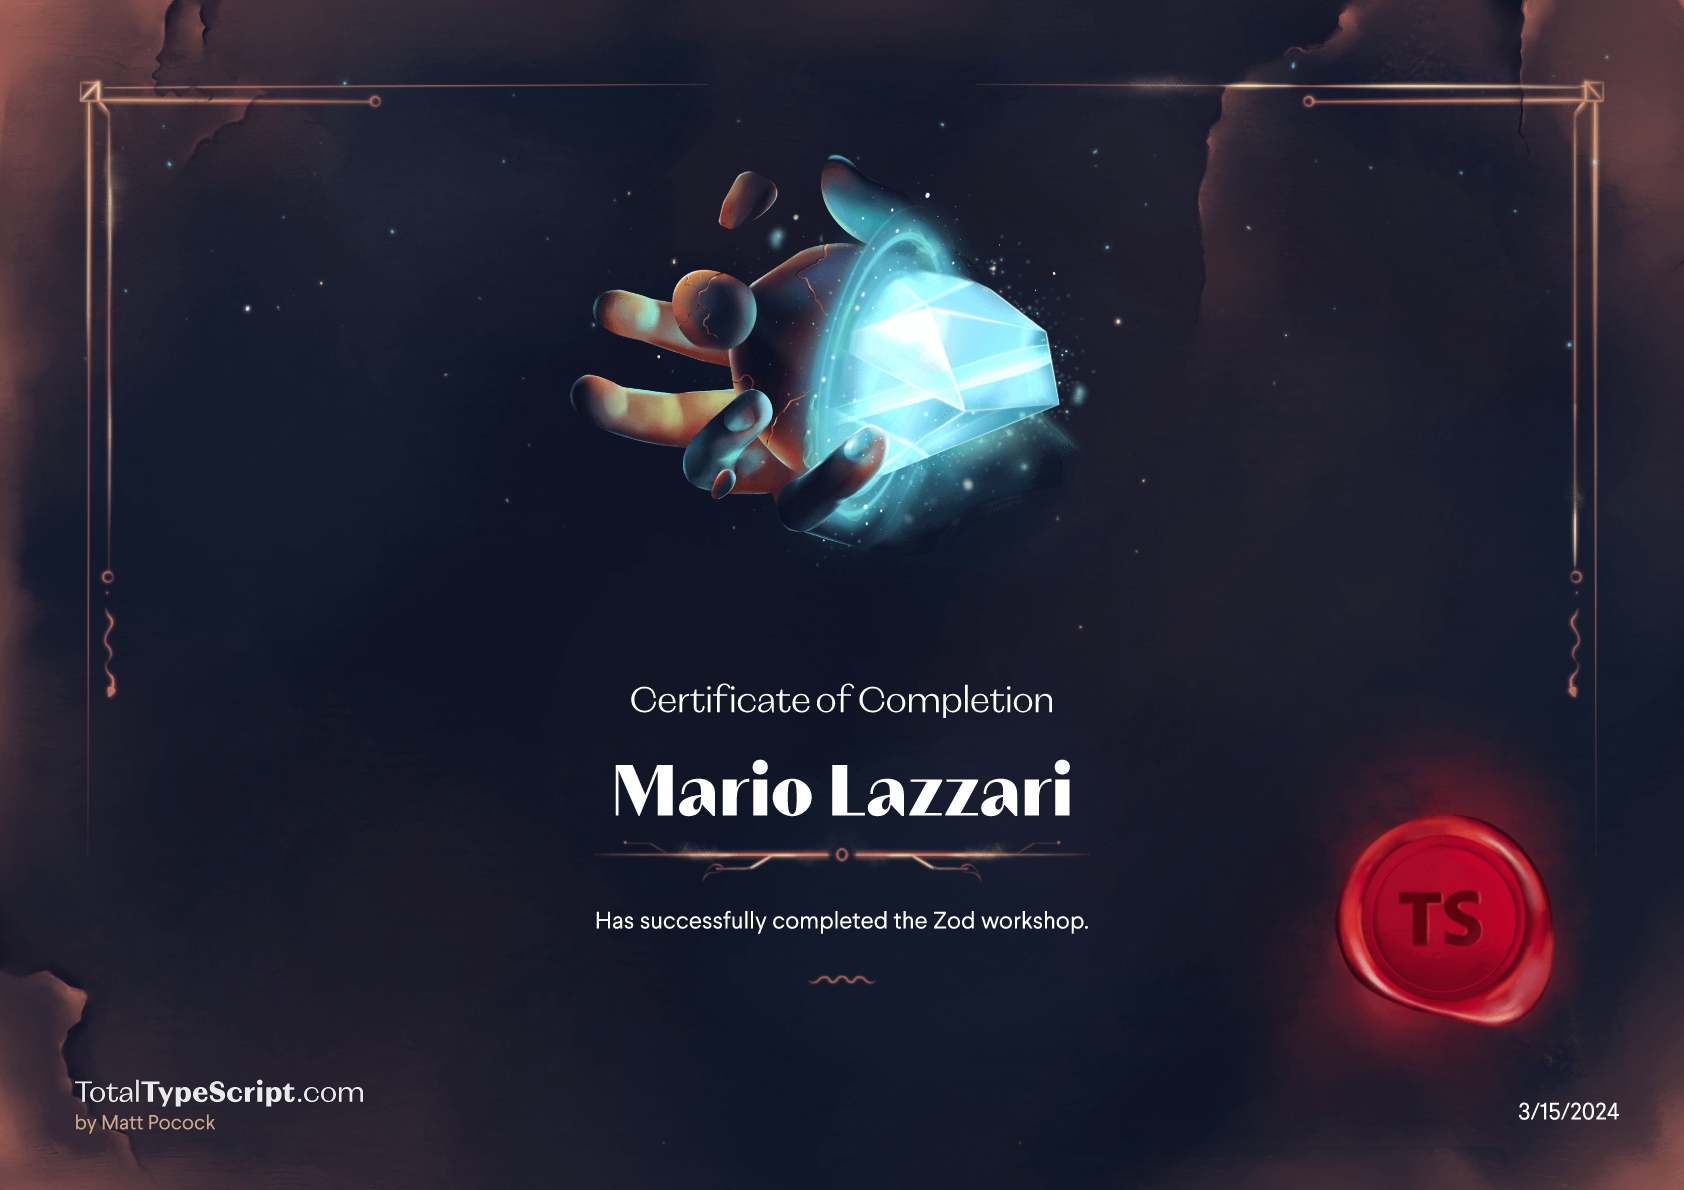 Certificate of Completion
Mario Lazzari
Has successfully completed the Zod workshop.
TS
TotalTypeScript.com
by Matt Pocock
3/15/2024